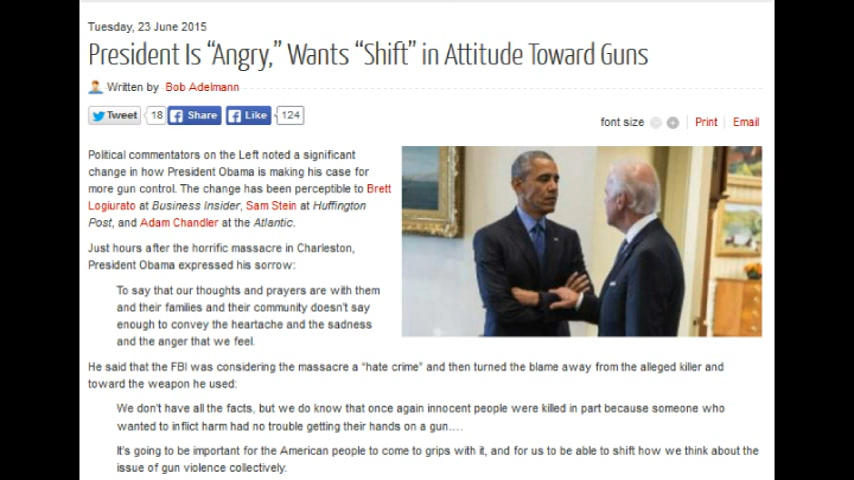 Tuesday, 23 June 2015
President Is “Angry,” Wants “Shift” in Attitude Toward Guns
Written by Bob Adelmann
Tweet 18 Share Like 124
font size Print Email
Political commentators on the Left noted a significant
change in how President Obama is making his case for
more gun control. The change has been perceptible to Brett
Logiurato at Business Insider, Sam Stein at Huffington
Post, and Adam Chandler at the Atlantic.
Just hours after the horrific massacre in Charleston,
President Obama expressed his sorrow:
To say that our thoughts and prayers are with them
and their families and their community doesn't say
enough to convey the heartache and the sadness
and the anger that we feel.
He said that the FBI was considering the massacre a “hate crime” and then turned the blame away from the alleged killer and
toward the weapon he used:
We don't have all the facts, but we do know that once again innocent people were killed in part because someone who
wanted to inflict harm had no trouble getting their hands on a gun….
It's going to be important for the American people to come to grips with it, and for us to be able to shift how we think about the
issue of gun violence collectively.